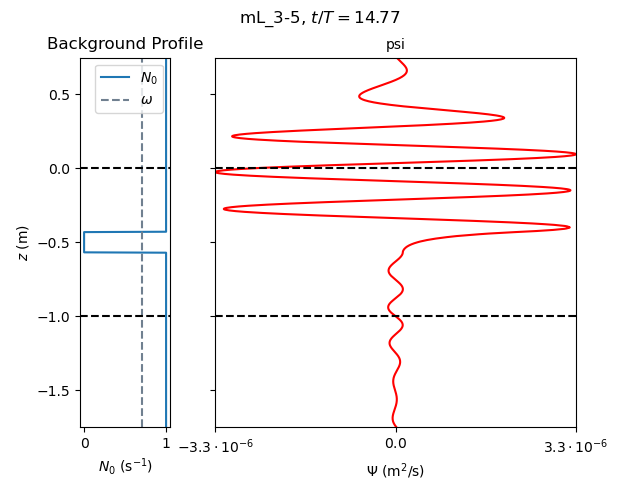 mL_3-5, t/T = 14.77
Background Profile
psi
N₀
ω
0.5
0.0
−0.5
−1.0
−1.5
z (m)
0
1
−3.3 · 10⁻⁶
0.0
3.3 · 10⁻⁶
N₀ (s⁻¹)
Ψ (m²/s)